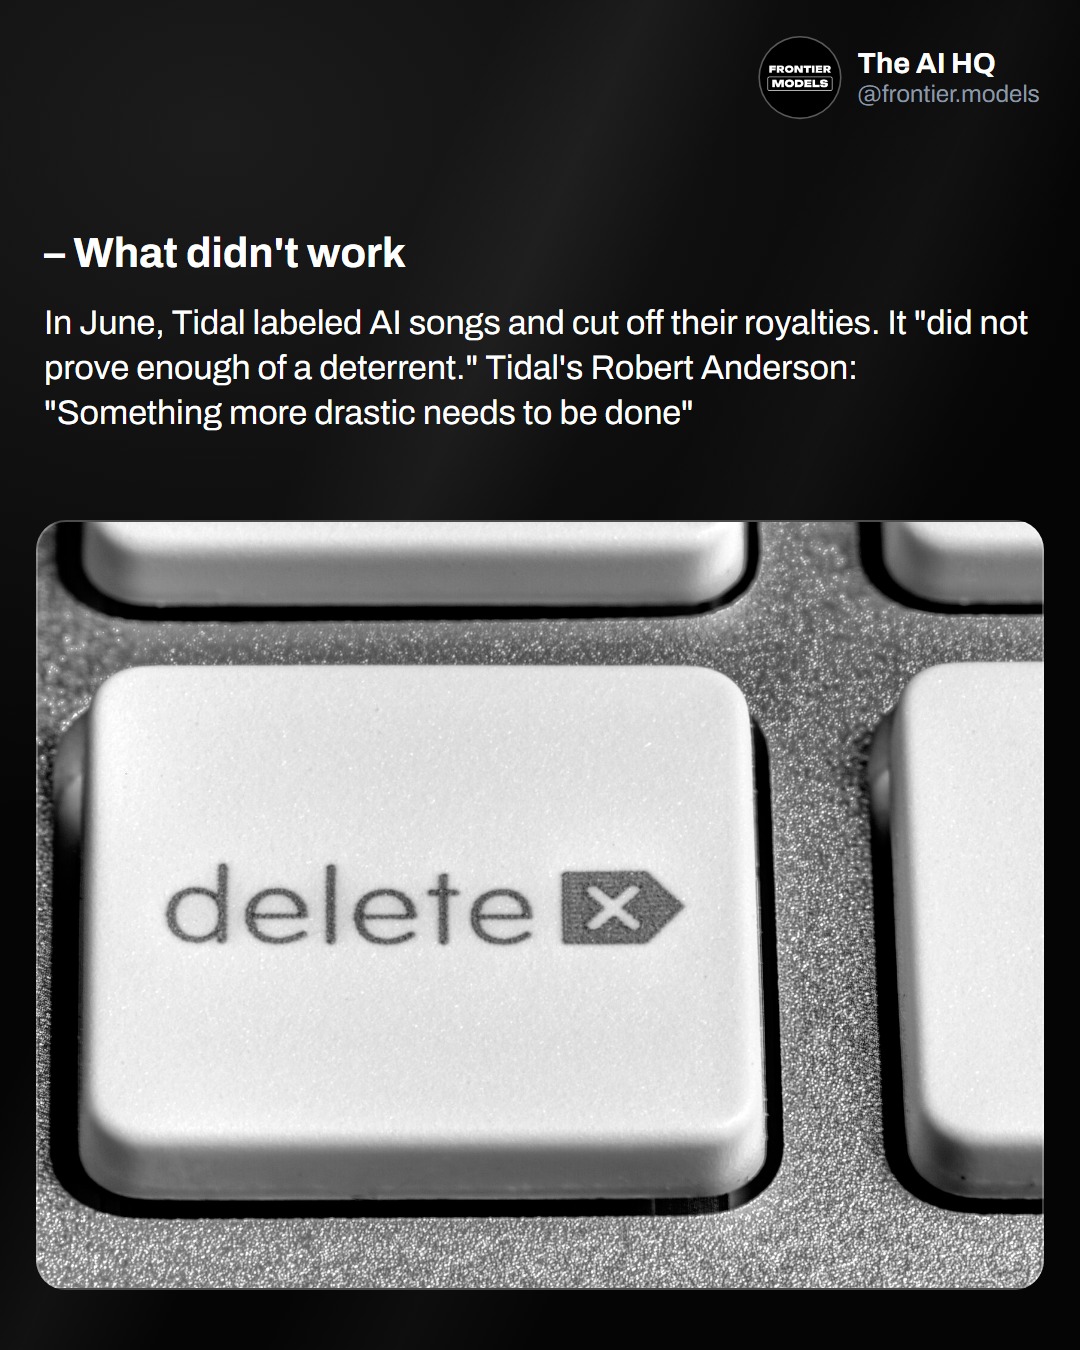 FRONTIER
MODELS
The AI HQ
@frontier.models
– What didn't work
In June, Tidal labeled AI songs and cut off their royalties. It "did not
prove enough of a deterrent." Tidal's Robert Anderson:
"Something more drastic needs to be done"
delete